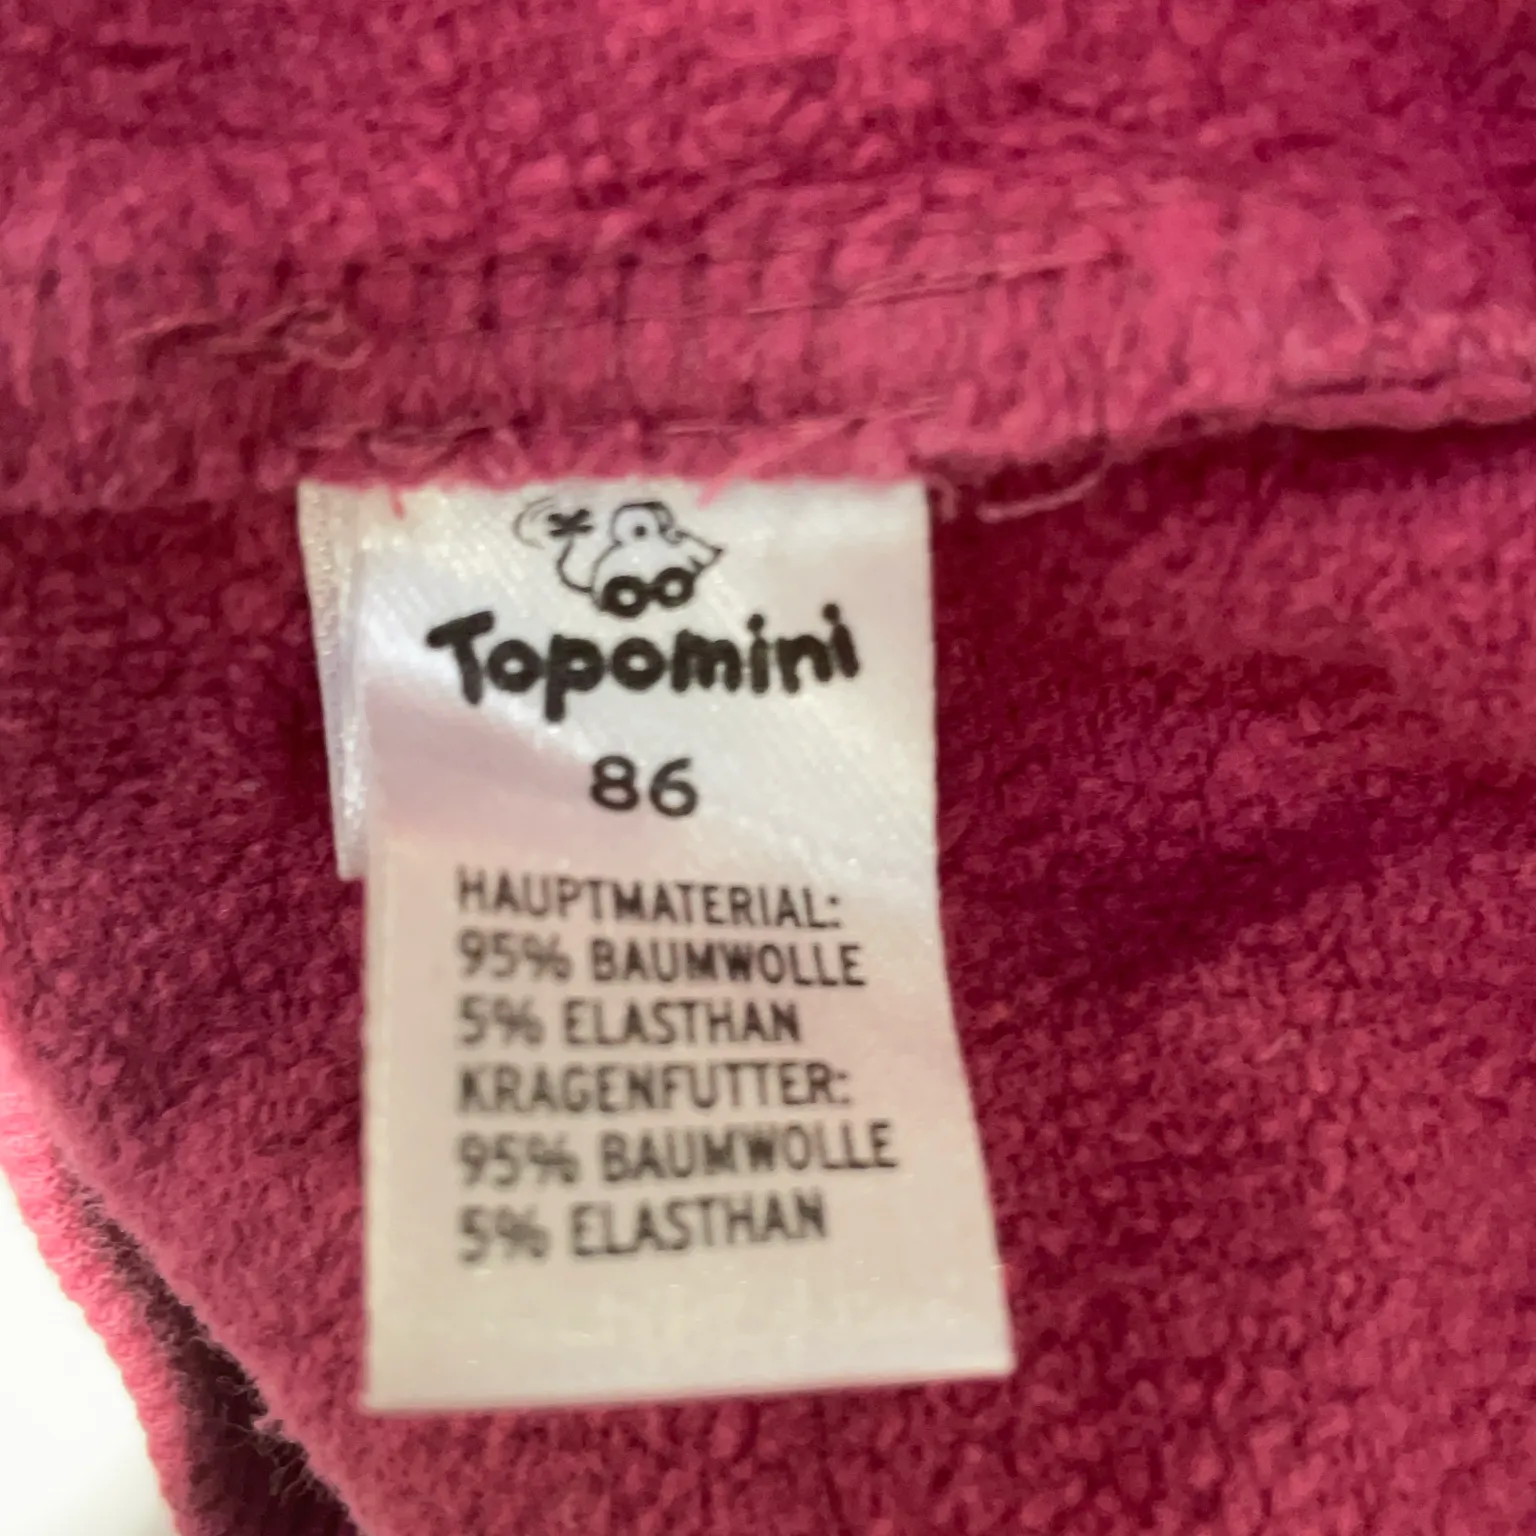 Topomini
86
HAUPTMATERIAL:
95% BAUMWOLLE
5% ELASTHAN
KRAGENFUTTER:
95% BAUMWOLLE
5% ELASTHAN